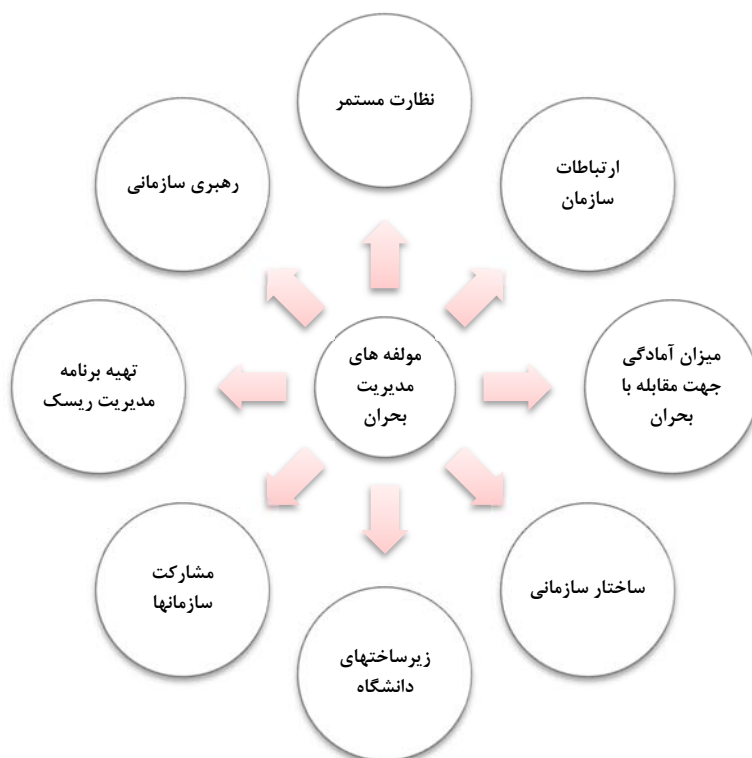 نظارت مستمر
ارتباطات
سازمان
میزان آمادگی
جهت مقابله با
بحران
ساختار سازمانی
زیرساختهای
دانشگاه
مشارکت
سازمانها
تهیه برنامه
مدیریت ریسک
رهبری سازمانی
مولفه های
مدیریت
بحران